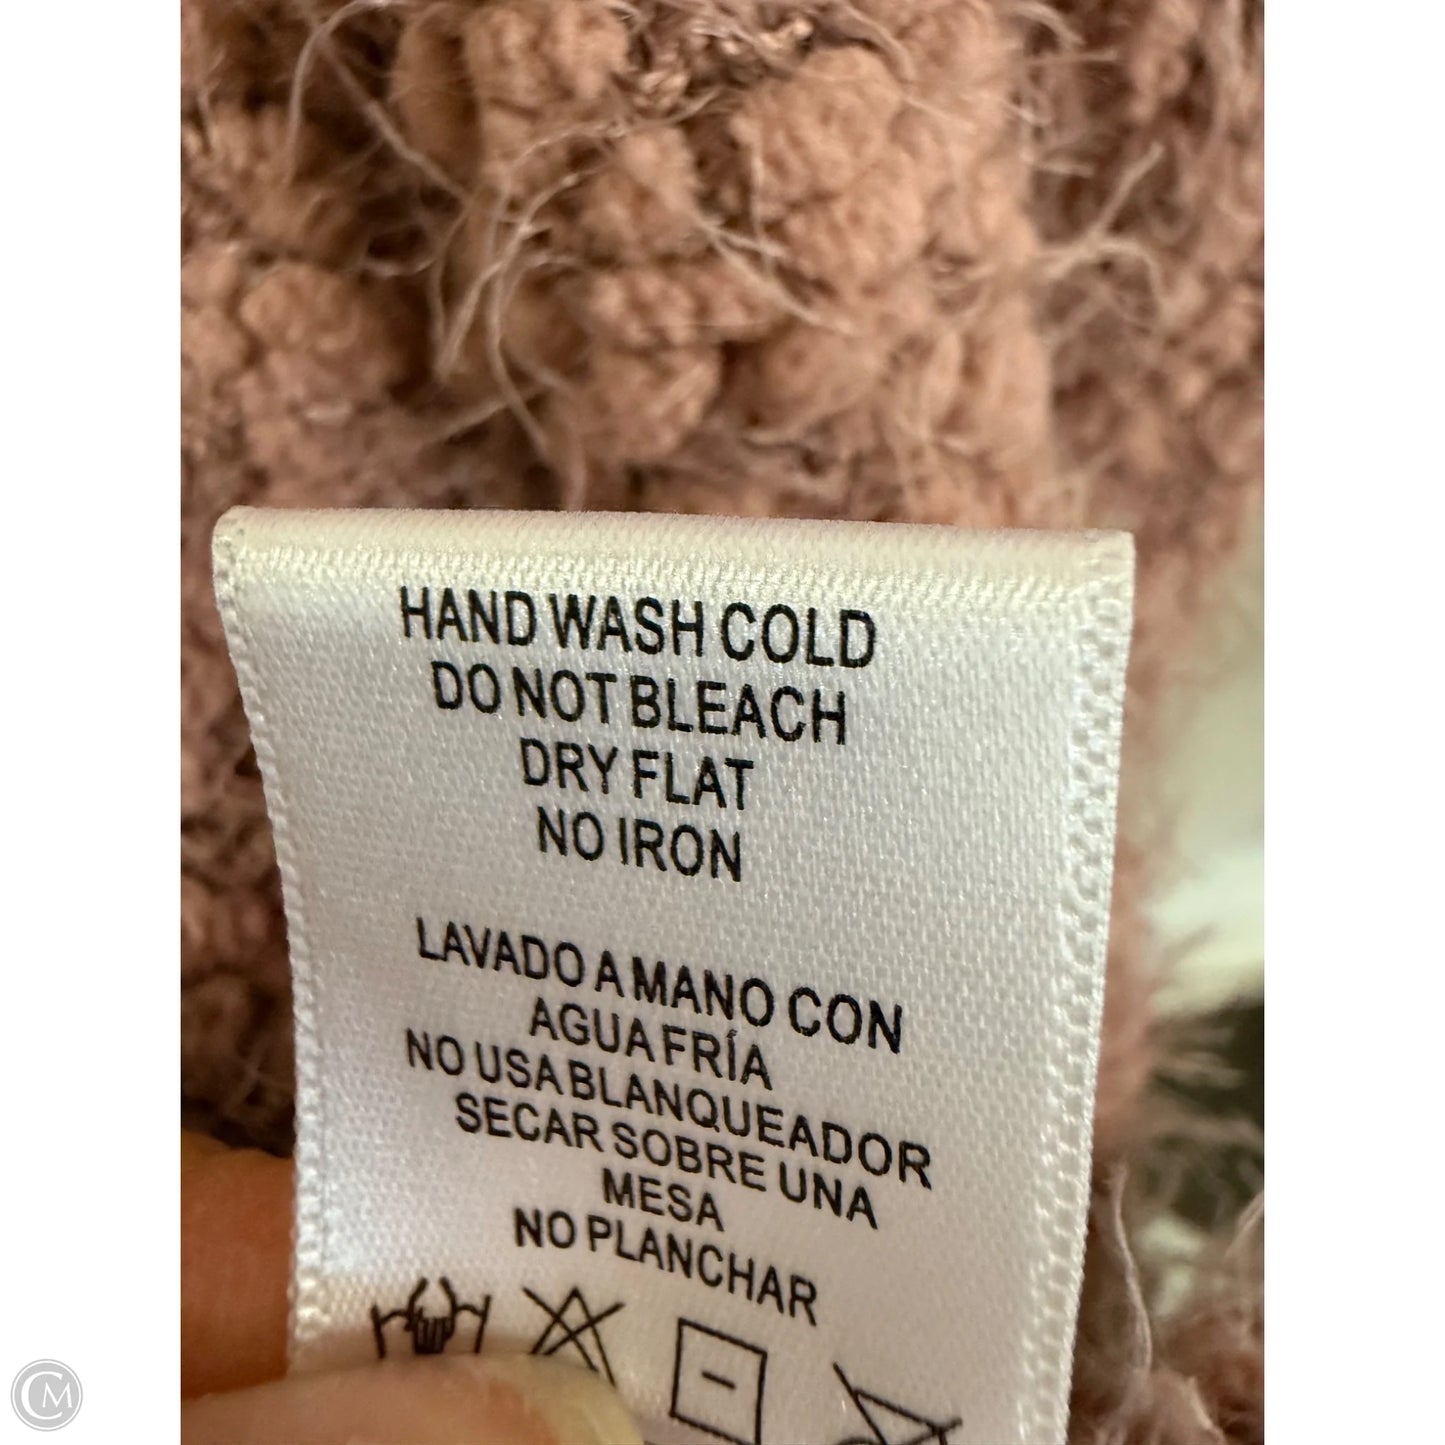 HAND WASH COLD
DO NOT BLEACH
DRY FLAT
NO IRON
LAVADO A MANO CON
AGUA FRÍA
NO USA BLANQUEADOR
SECAR SOBRE UNA
MESA
NO PLANCHAR
CM